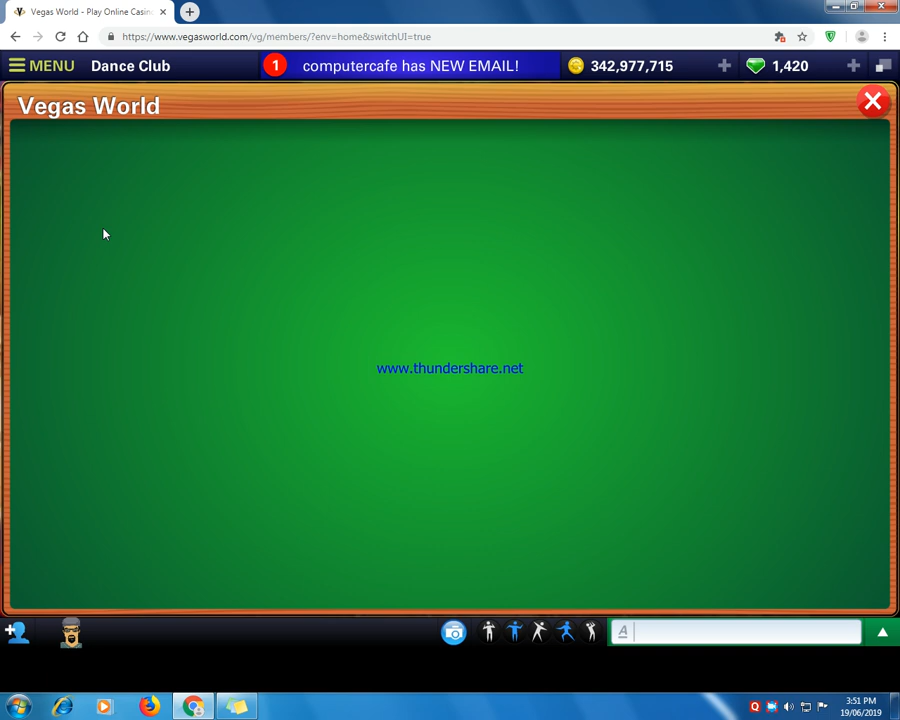 Vegas World - Play Online Casin
https://www.vegasworld.com/vg/members/?env=home&switchUI=true
MENU
Dance Club
1
computercafe has NEW EMAIL!
342,977,715
1,420
Vegas World
www.thundershare.net
A
3:51 PM
19/06/2019